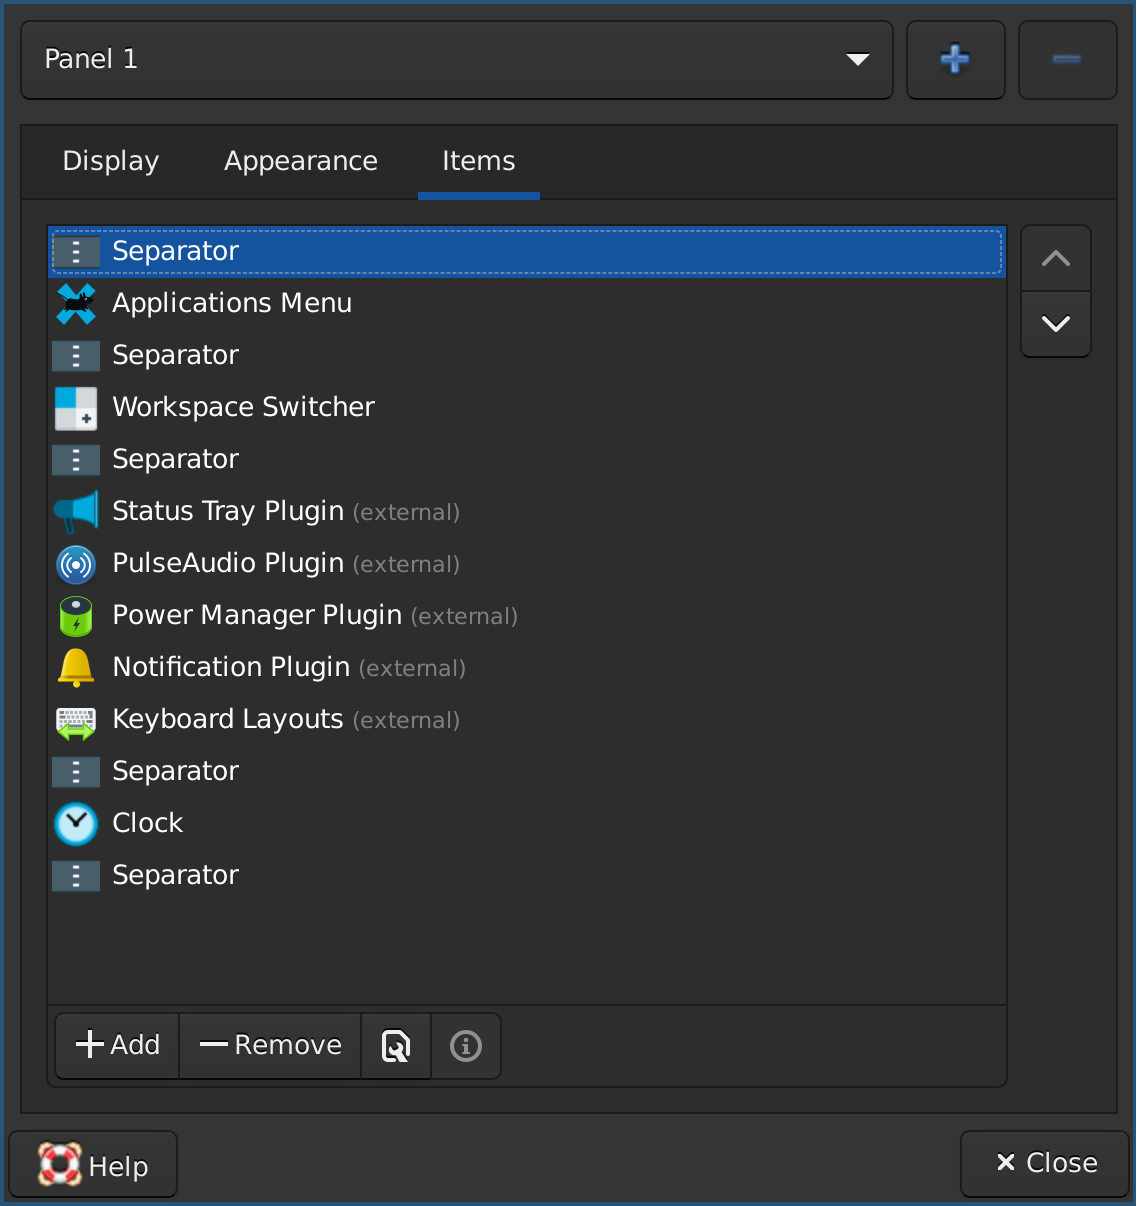 Panel 1
Display Appearance Items
Separator
Applications Menu
Separator
Workspace Switcher
Separator
Status Tray Plugin (external)
PulseAudio Plugin (external)
Power Manager Plugin (external)
Notification Plugin (external)
Keyboard Layouts (external)
Separator
Clock
Separator
Add Remove
Help Close